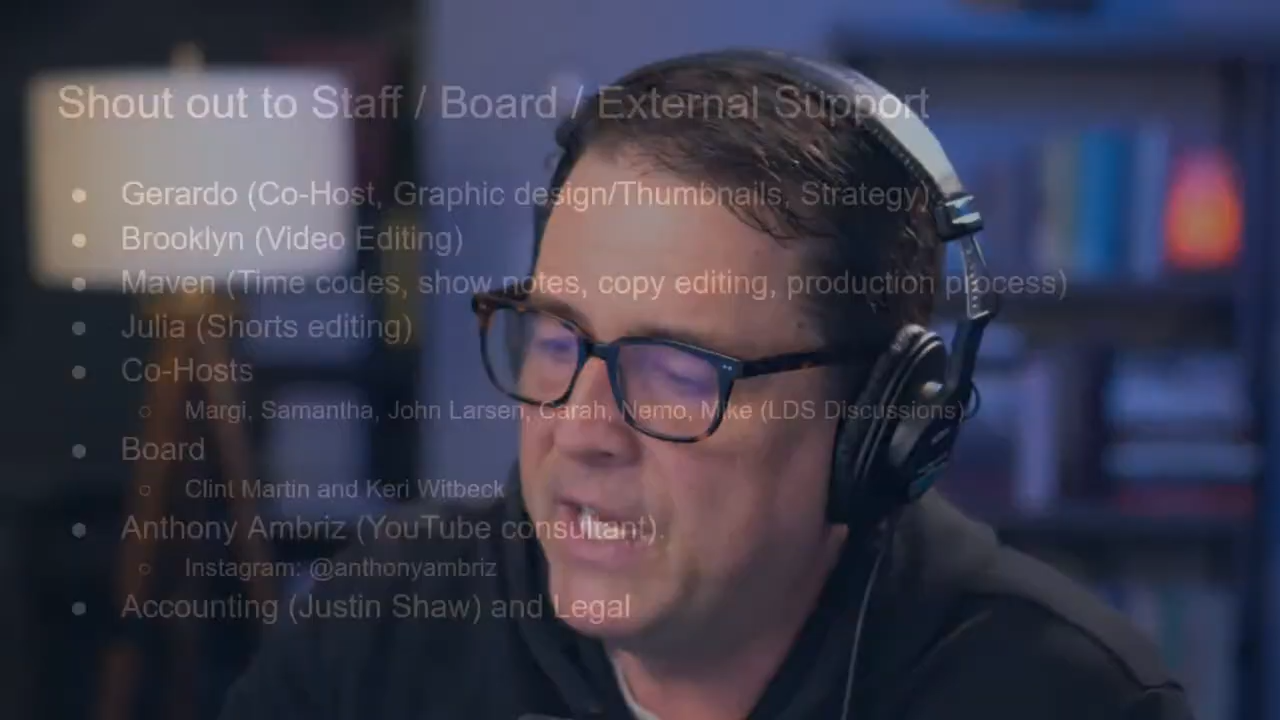 Shout out to Staff / Board / External Support
● Gerardo (Co-Host, Graphic design/Thumbnails, Strategy)
● Brooklyn (Video Editing)
● Maven (Time codes, show notes, copy editing, production process)
● Julia (Shorts editing)
● Co-Hosts
○ Margi, Samantha, John Larsen, Carah, Nemo, Mike (LDS Discussions)
● Board
○ Clint Martin and Keri Witbeck
● Anthony Ambriz (YouTube consultant).
○ Instagram: @anthonyambriz
● Accounting (Justin Shaw) and Legal